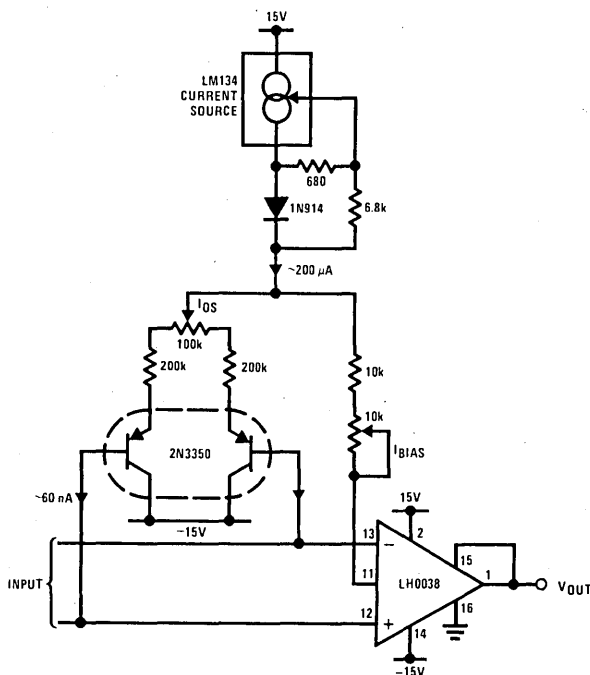 15V
LM134
CURRENT
SOURCE
680
1N914
6.8k
~200 μA
IOS
100k
200k
200k
10k
10k
IBIAS
2N3350
~60 nA
-15V
15V
2
13
-
15
INPUT
11
LH0038
1
VOUT
12
+
16
14
-15V